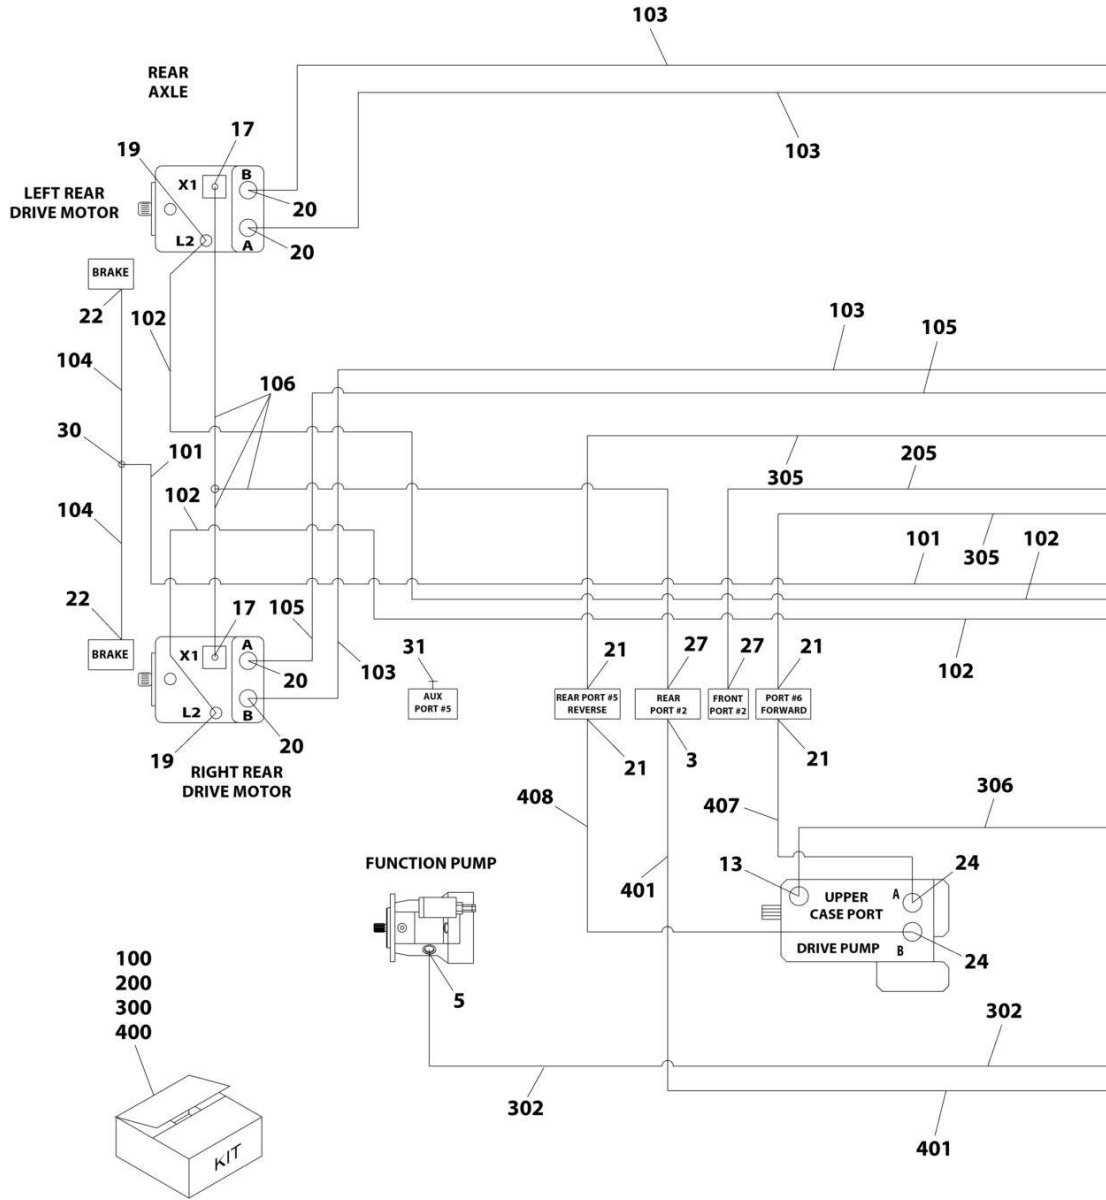 103
REAR
AXLE
103
17
19
X1
B
LEFT REAR
DRIVE MOTOR
20
L2
A
20
BRAKE
22
102
103
105
104
106
30
101
305
205
102
104
101
305
102
22
17
105
A
31
21
27
27
21
102
BRAKE
X1
20
103
AUX
PORT #5
REAR PORT #5
REVERSE
REAR
PORT #2
FRONT
PORT #2
PORT #6
FORWARD
L2
B
19
20
21
3
21
RIGHT REAR
DRIVE MOTOR
408
407
306
FUNCTION PUMP
13
24
401
UPPER
CASE PORT
A
DRIVE PUMP
B
24
100
200
300
400
5
302
302
401
KIT